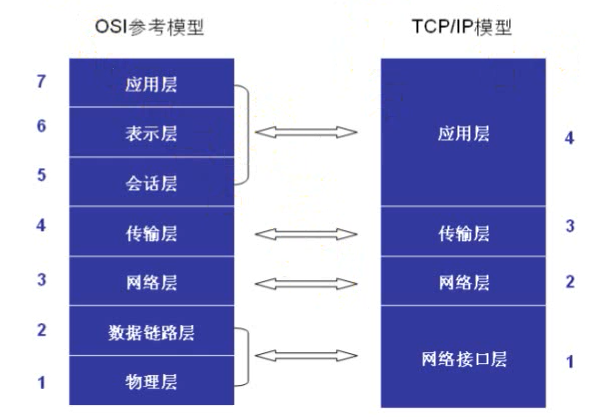 OSI参考模型
TCP/IP模型
7 应用层
6 表示层
5 会话层
应用层 4
4 传输层
传输层 3
3 网络层
网络层 2
2 数据链路层
1 物理层
网络接口层 1